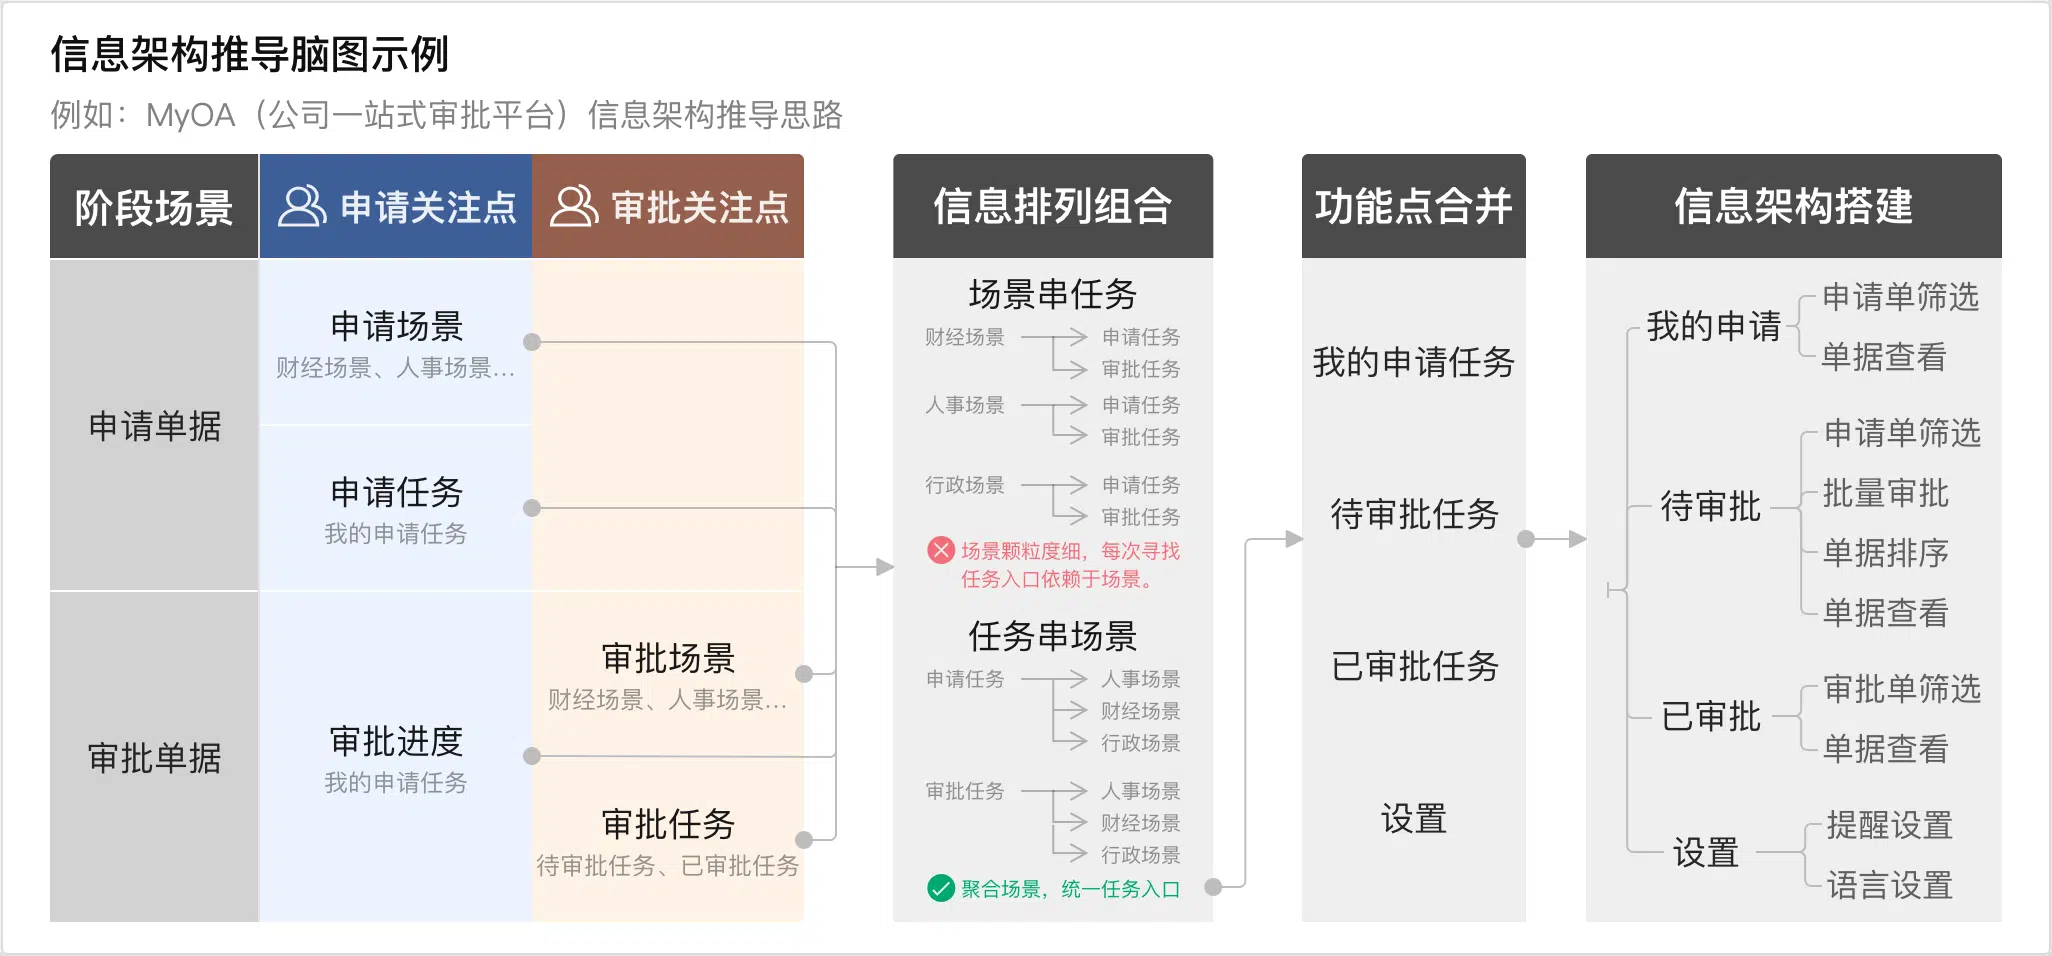 信息架构推导脑图示例
例如：MyOA（公司一站式审批平台）信息架构推导思路
阶段场景
申请关注点
审批关注点
申请单据
申请场景
财经场景、人事场景...
申请任务
我的申请任务
审批单据
审批进度
我的申请任务
审批场景
财经场景、人事场景...
审批任务
待审批任务、已审批任务
信息排列组合
场景串任务
财经场景
申请任务
审批任务
人事场景
申请任务
审批任务
行政场景
申请任务
审批任务
场景颗粒度细，每次寻找
任务入口依赖于场景。
任务串场景
申请任务
人事场景
财经场景
行政场景
审批任务
人事场景
财经场景
行政场景
聚合场景，统一任务入口
功能点合并
我的申请任务
待审批任务
已审批任务
设置
信息架构搭建
我的申请
申请单筛选
单据查看
待审批
申请单筛选
批量审批
单据排序
单据查看
已审批
审批单筛选
单据查看
设置
提醒设置
语言设置